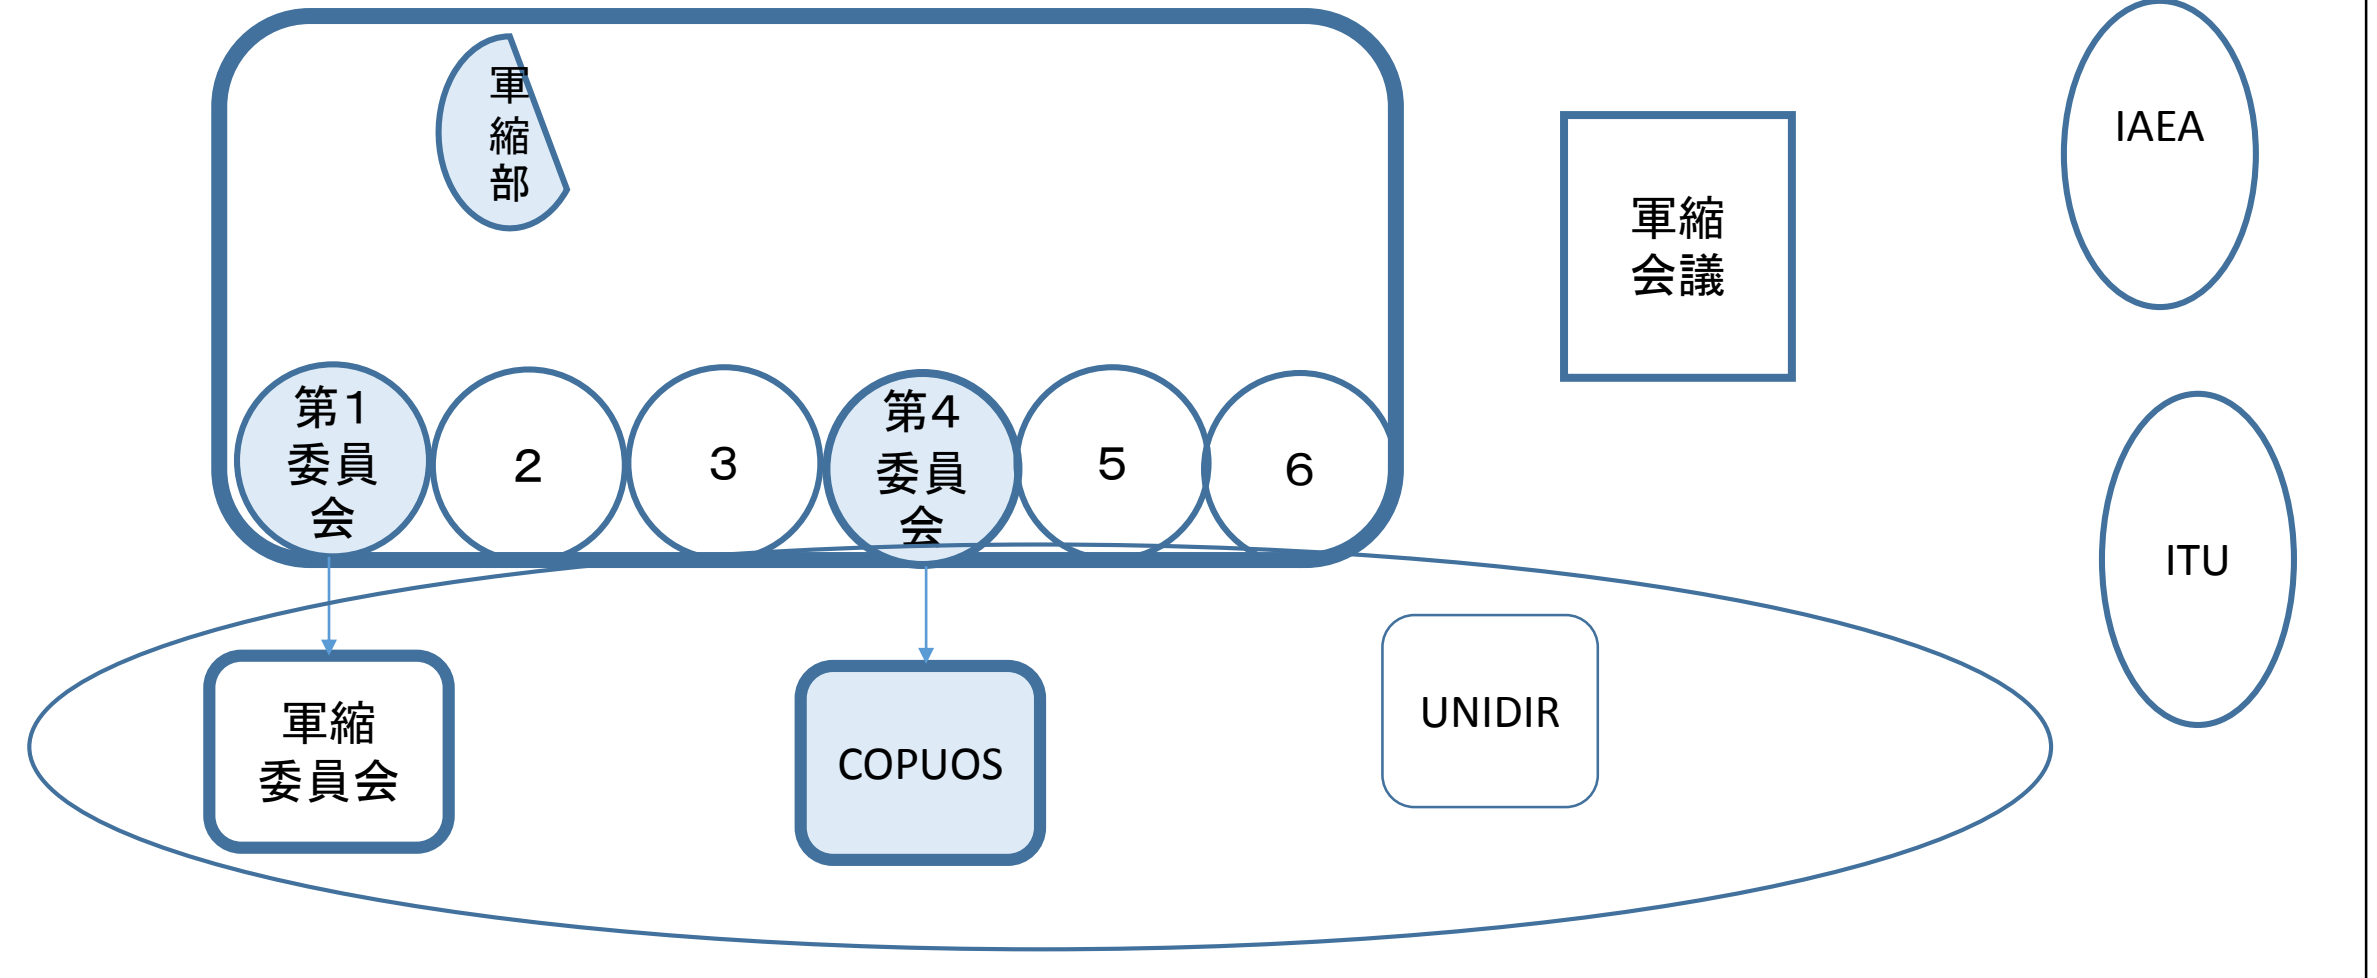 軍
縮
部
軍縮
会議
IAEA
第1
委員
会
2
3
第4
委員
会
5
6
ITU
軍縮
委員会
COPUOS
UNIDIR